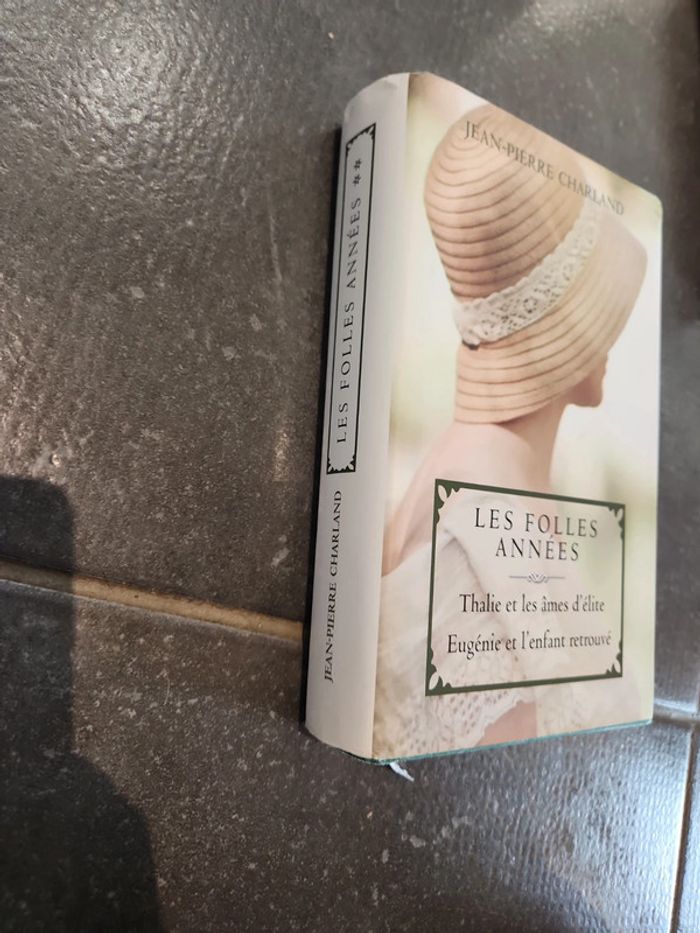 JEAN-PIERRE CHARLAND
LES FOLLES
ANNÉES
Thalie et les âmes d'élite
Eugénie et l'enfant retrouvé
JEAN-PIERRE CHARLAND
LES FOLLES ANNÉES **